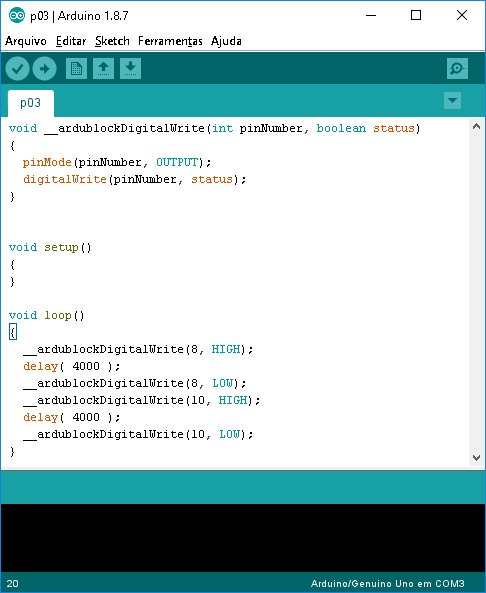 p03 | Arduino 1.8.7
Arquivo Editar Sketch Ferramentas Ajuda
p03
void __ardublockDigitalWrite(int pinNumber, boolean status)
{
  pinMode(pinNumber, OUTPUT);
  digitalWrite(pinNumber, status);
}
void setup()
{
}
void loop()
{
  __ardublockDigitalWrite(8, HIGH);
  delay( 4000 );
  __ardublockDigitalWrite(8, LOW);
  __ardublockDigitalWrite(10, HIGH);
  delay( 4000 );
  __ardublockDigitalWrite(10, LOW);
}
20 Arduino/Genuino Uno em COM3